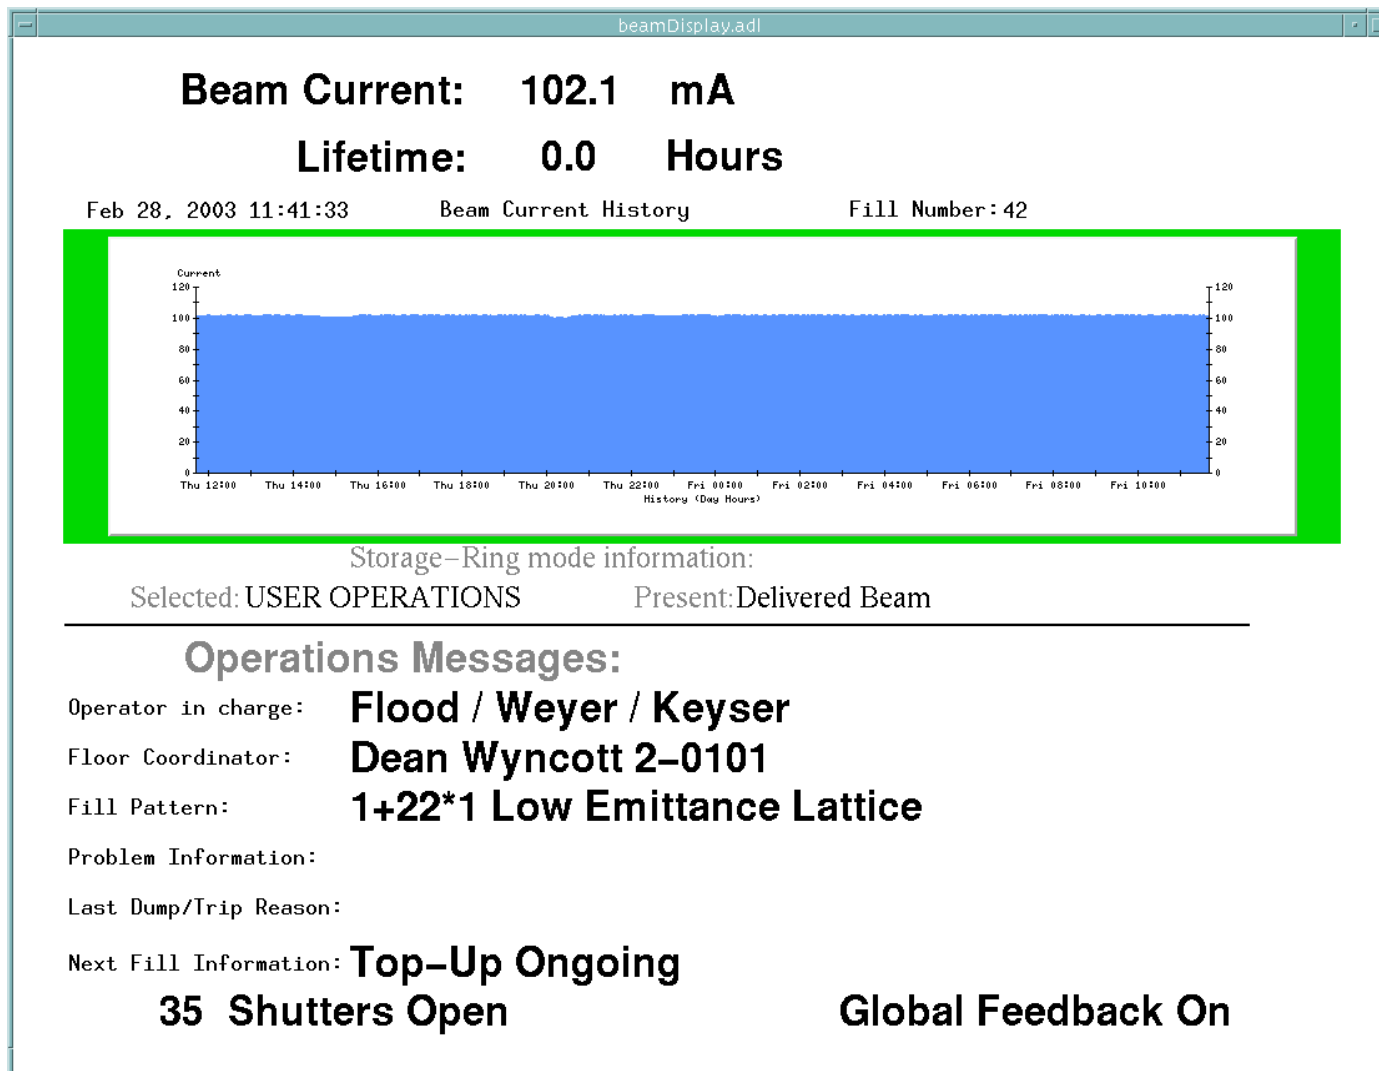 beamDisplay.adl
Beam Current: 102.1 mA
Lifetime: 0.0 Hours
Feb 28, 2003 11:41:33 Beam Current History Fill Number: 42
Current
120 120
100 100
80 80
60 60
40 40
20 20
0 0
Thu 12:00 Thu 14:00 Thu 16:00 Thu 18:00 Thu 20:00 Thu 22:00 Fri 00:00 Fri 02:00 Fri 04:00 Fri 06:00 Fri 08:00 Fri 10:00
History (Day Hours)
Storage-Ring mode information:
Selected: USER OPERATIONS Present: Delivered Beam
Operations Messages:
Operator in charge: Flood / Weyer / Keyser
Floor Coordinator: Dean Wyncott 2-0101
Fill Pattern: 1+22*1 Low Emittance Lattice
Problem Information:
Last Dump/Trip Reason:
Next Fill Information: Top-Up Ongoing
35 Shutters Open Global Feedback On